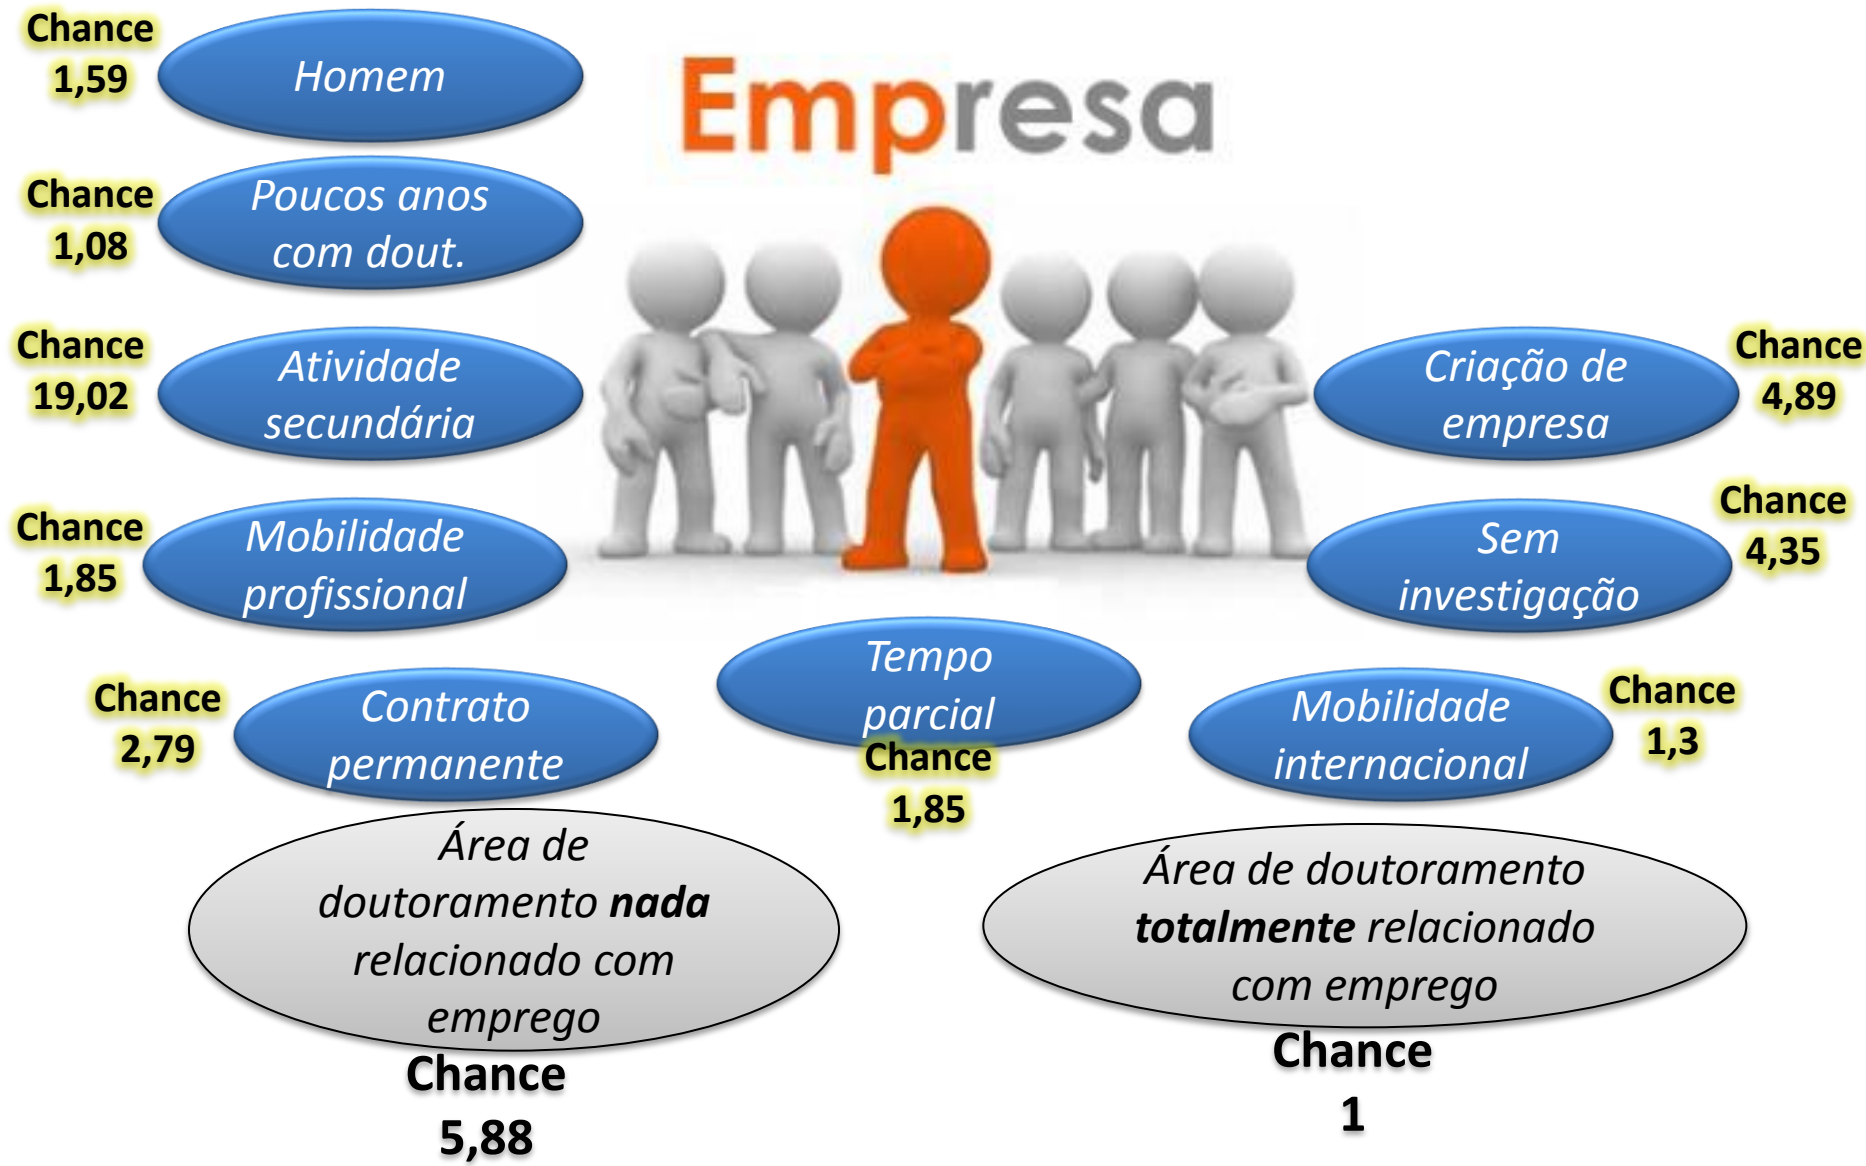 Empresa
Chance
1,59
Homem
Chance
1,08
Poucos anos
com dout.
Chance
19,02
Atividade
secundária
Chance
1,85
Mobilidade
profissional
Chance
2,79
Contrato
permanente
Tempo
parcial
Chance
1,85
Criação de
empresa
Chance
4,89
Sem
investigação
Chance
4,35
Mobilidade
internacional
Chance
1,3
Área de
doutoramento nada
relacionado com
emprego
Chance
5,88
Área de doutoramento
totalmente relacionado
com emprego
Chance
1